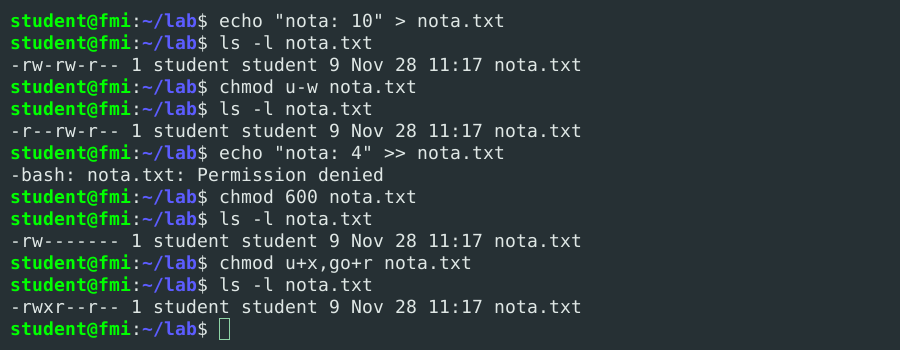 student@fmi:~/lab$ echo "nota: 10" > nota.txt
student@fmi:~/lab$ ls -l nota.txt
-rw-rw-r-- 1 student student 9 Nov 28 11:17 nota.txt
student@fmi:~/lab$ chmod u-w nota.txt
student@fmi:~/lab$ ls -l nota.txt
-r--rw-r-- 1 student student 9 Nov 28 11:17 nota.txt
student@fmi:~/lab$ echo "nota: 4" >> nota.txt
-bash: nota.txt: Permission denied
student@fmi:~/lab$ chmod 600 nota.txt
student@fmi:~/lab$ ls -l nota.txt
-rw------- 1 student student 9 Nov 28 11:17 nota.txt
student@fmi:~/lab$ chmod u+x,go+r nota.txt
student@fmi:~/lab$ ls -l nota.txt
-rwxr--r-- 1 student student 9 Nov 28 11:17 nota.txt
student@fmi:~/lab$